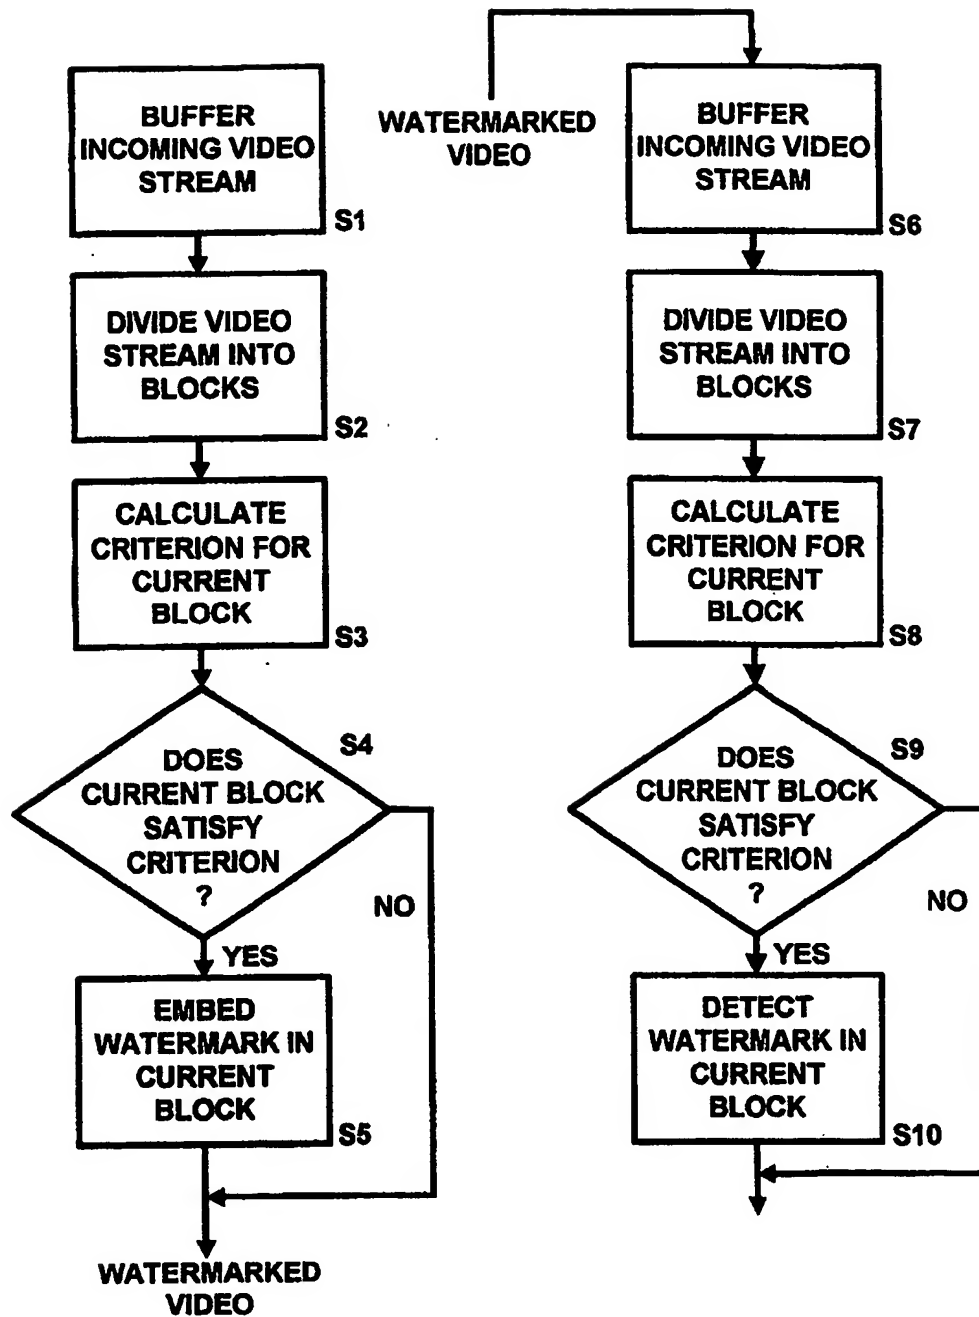 BUFFER
INCOMING VIDEO
STREAM
S1
DIVIDE VIDEO
STREAM INTO
BLOCKS
S2
CALCULATE
CRITERION FOR
CURRENT
BLOCK
S3
S4
DOES
CURRENT BLOCK
SATISFY
CRITERION
?
NO
YES
EMBED
WATERMARK IN
CURRENT
BLOCK
S5
WATERMARKED
VIDEO
WATERMARKED
VIDEO
BUFFER
INCOMING VIDEO
STREAM
S6
DIVIDE VIDEO
STREAM INTO
BLOCKS
S7
CALCULATE
CRITERION FOR
CURRENT
BLOCK
S8
S9
DOES
CURRENT BLOCK
SATISFY
CRITERION
?
NO
YES
DETECT
WATERMARK IN
CURRENT
BLOCK
S10